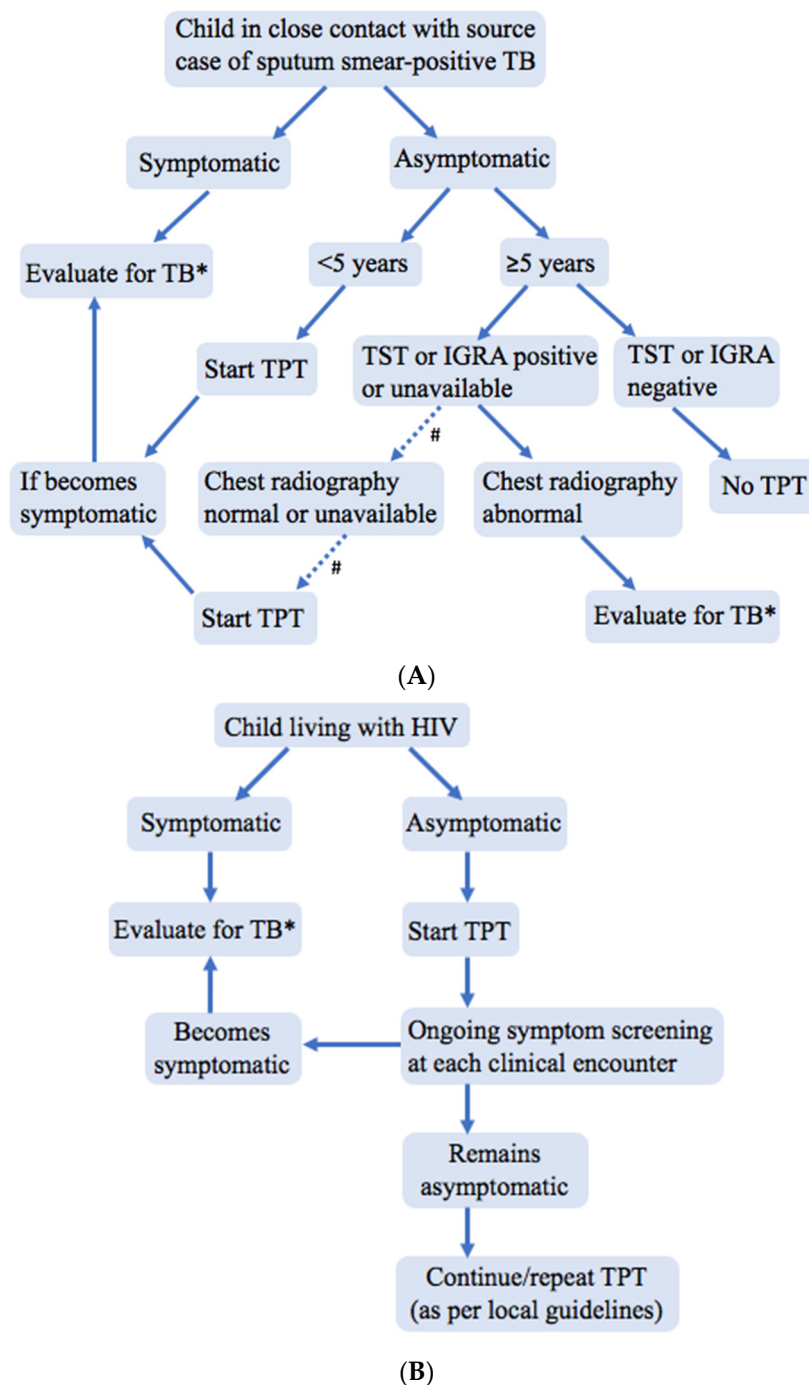 Child in close contact with source
case of sputum smear-positive TB
Symptomatic
Asymptomatic
Evaluate for TB*
<5 years
≥5 years
Start TPT
TST or IGRA positive
or unavailable
TST or IGRA
negative
#
If becomes
symptomatic
Chest radiography
normal or unavailable
Chest radiography
abnormal
No TPT
#
Start TPT
Evaluate for TB*
(A)
Child living with HIV
Symptomatic
Asymptomatic
Evaluate for TB*
Start TPT
Becomes
symptomatic
Ongoing symptom screening
at each clinical encounter
Remains
asymptomatic
Continue/repeat TPT
(as per local guidelines)
(B)